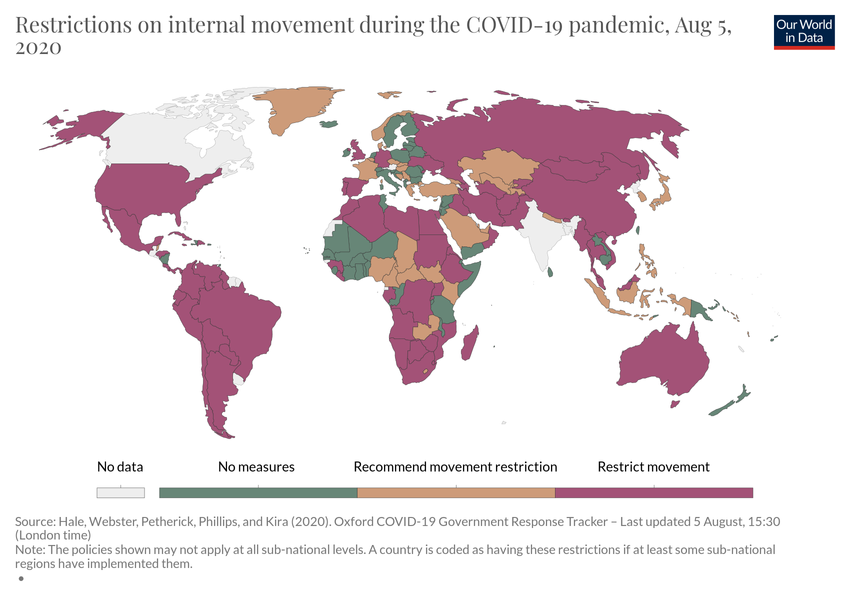 Restrictions on internal movement during the COVID-19 pandemic, Aug 5,
2020
Our World
in Data
No data
No measures
Recommend movement restriction
Restrict movement
Source: Hale, Webster, Petherick, Phillips, and Kira (2020). Oxford COVID-19 Government Response Tracker – Last updated 5 August, 15:30
(London time)
Note: The policies shown may not apply at all sub-national levels. A country is coded as having these restrictions if at least some sub-national
regions have implemented them.
•